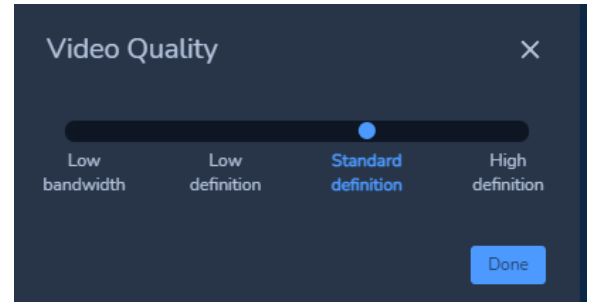 Video Quality
Low bandwidth
Low definition
Standard definition
High definition
Done